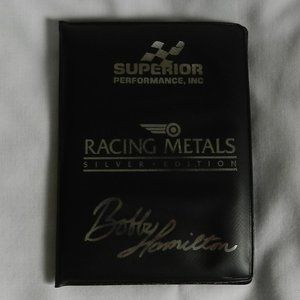 SUPERIOR
PERFORMANCE, INC
RACING METALS
SILVER • EDITION
Bobby
Hamilton